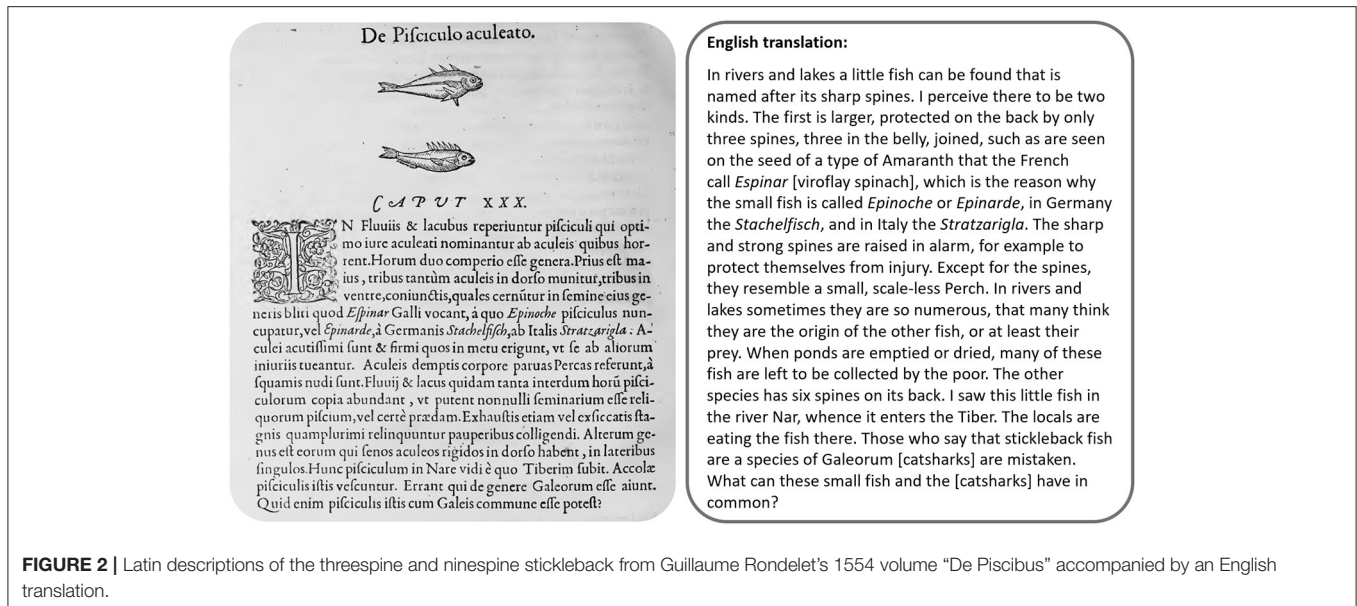 De Piſciculo aculeato.
CAPUT XXX.
IN Fluuiis & lacubus reperiuntur piſciculi qui opti-
mo iure aculeati nominantur ab aculeis quibus hor-
rent.Horum duo comperio eſſe genera.Prius eſt ma-
ius, tribus tantùm aculeis in dorſo munitur,tribus in
ventre,coniunctis,quales cernūtur in ſemine eius ge-
neris bliti quod Eſpinar Galli vocant, à quo Epinoche piſciculus nun-
cupatur,vel Epinarde,à Germanis Stachelfiſch,ab Italis Stratzarigla: A-
culei acutiſſimi ſunt & firmi quos in metu erigunt, vt ſe ab aliorum
iniuriis tueantur. Aculeis demptis corpore paruas Percas referunt,à
ſquamis nudi ſunt.Fluuij & lacus quidam tanta interdum horū piſci-
culorum copia abundant, vt putent nonnulli ſeminarium eſſe reli-
quorum piſcium,vel certè prædam.Exhauſtis etiam vel exſiccatis ſta-
gnis quamplurimi relinquuntur pauperibus colligendi. Alterum ge-
nus eſt eorum qui ſenos aculeos rigidos in dorſo habent, in lateribus
ſingulos.Hunc piſciculum in Nare vidi è quo Tiberim ſubit. Accolæ
piſciculis iſtis veſcuntur. Errant qui de genere Galeorum eſſe aiunt.
Quid enim piſciculis iſtis cum Galeis commune eſſe poteſt?
English translation:
In rivers and lakes a little fish can be found that is
named after its sharp spines. I perceive there to be two
kinds. The first is larger, protected on the back by only
three spines, three in the belly, joined, such as are seen
on the seed of a type of Amaranth that the French
call Espinar [viroflay spinach], which is the reason why
the small fish is called Epinoche or Epinarde, in Germany
the Stachelfisch, and in Italy the Stratzarigla. The sharp
and strong spines are raised in alarm, for example to
protect themselves from injury. Except for the spines,
they resemble a small, scale-less Perch. In rivers and
lakes sometimes they are so numerous, that many think
they are the origin of the other fish, or at least their
prey. When ponds are emptied or dried, many of these
fish are left to be collected by the poor. The other
species has six spines on its back. I saw this little fish in
the river Nar, whence it enters the Tiber. The locals are
eating the fish there. Those who say that stickleback fish
are a species of Galeorum [catsharks] are mistaken.
What can these small fish and the [catsharks] have in
common?
FIGURE 2 | Latin descriptions of the threespine and ninespine stickleback from Guillaume Rondelet's 1554 volume “De Piscibus” accompanied by an English
translation.